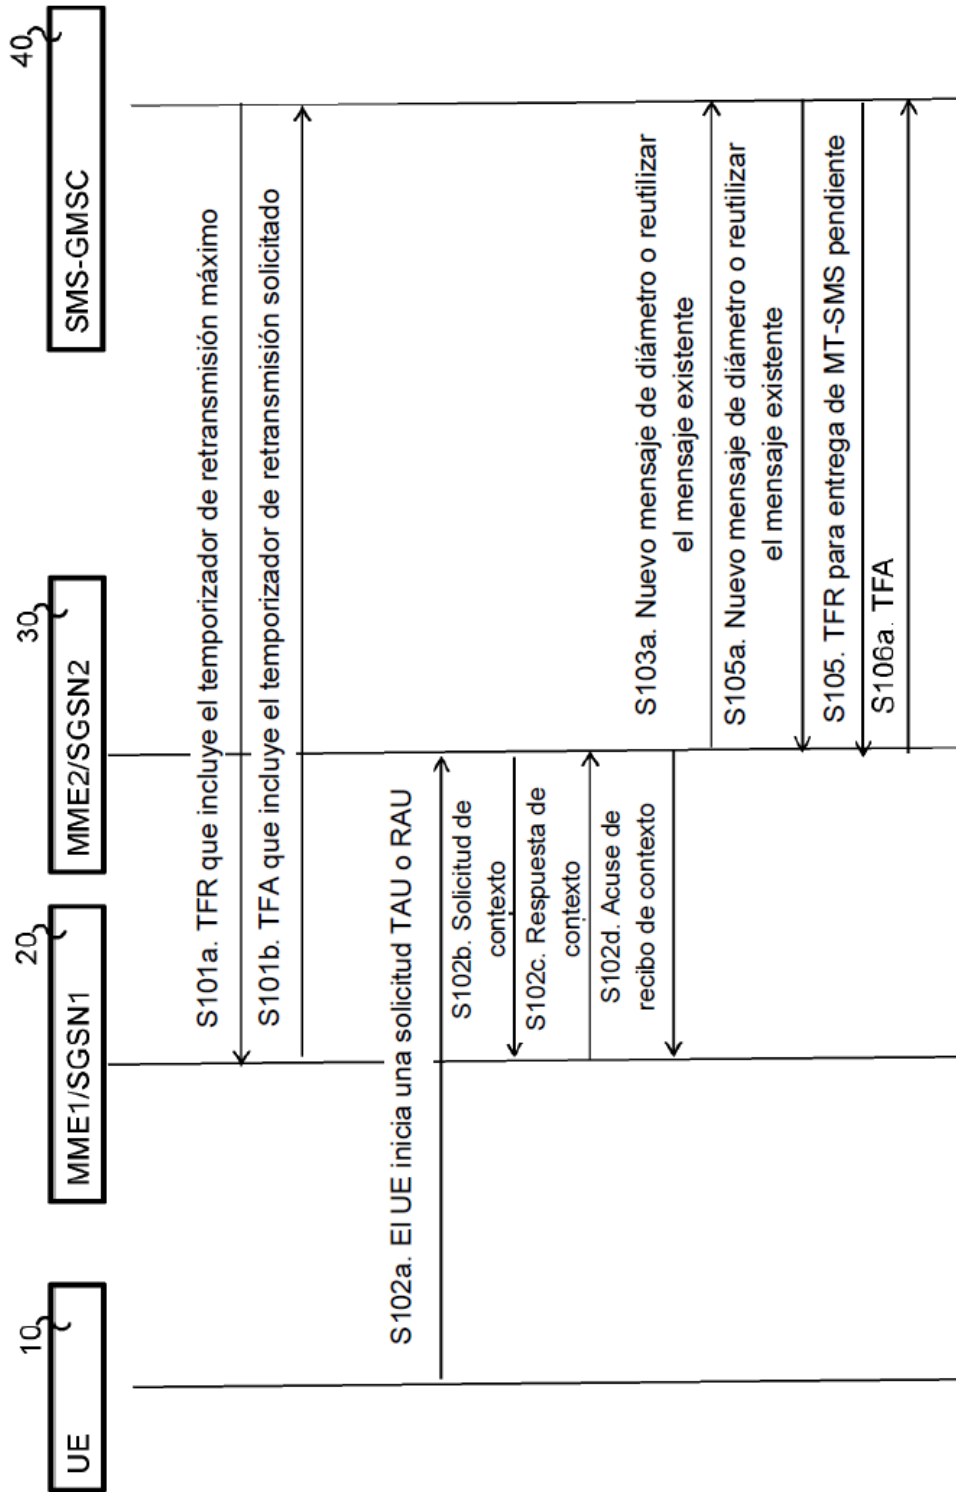 UE
10
MME1/SGSN1
20
MME2/SGSN2
30
SMS-GMSC
40
S101a. TFR que incluye el temporizador de retransmisión máximo
S101b. TFA que incluye el temporizador de retransmisión solicitado
S102a. El UE inicia una solicitud TAU o RAU
S102b. Solicitud de
contexto
S102c. Respuesta de
contexto
S102d. Acuse de
recibo de contexto
S103a. Nuevo mensaje de diámetro o reutilizar
el mensaje existente
S105a. Nuevo mensaje de diámetro o reutilizar
el mensaje existente
S105. TFR para entrega de MT-SMS pendiente
S106a. TFA